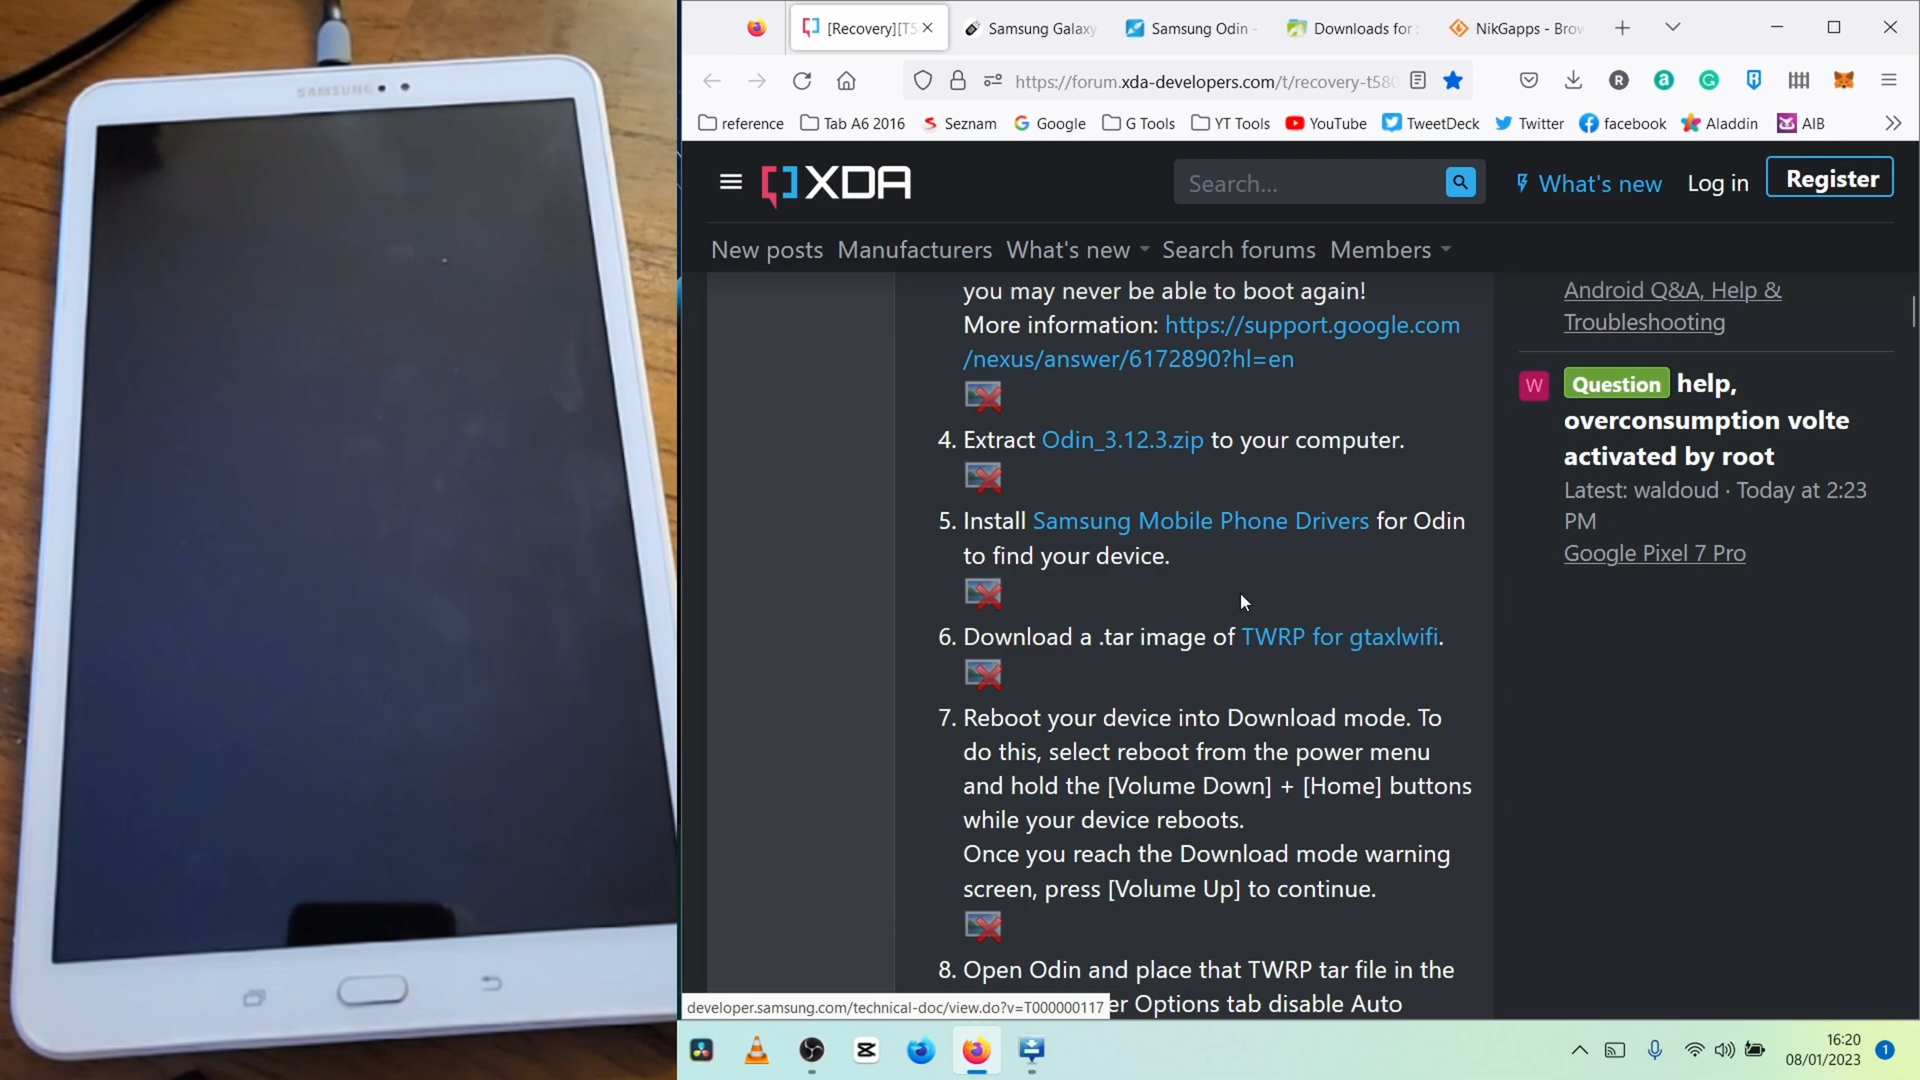 SAMSUNG
[Recovery][T5
Samsung Galaxy
Samsung Odin -
Downloads for :
NikGapps - Brow
https://forum.xda-developers.com/t/recovery-t580
reference
Tab A6 2016
Seznam
Google
G Tools
YT Tools
YouTube
TweetDeck
Twitter
facebook
Aladdin
AIB
XDA
Search...
What's new
Log in
Register
New posts
Manufacturers
What's new
Search forums
Members
you may never be able to boot again!
More information: https://support.google.com
/nexus/answer/6172890?hl=en
4. Extract Odin_3.12.3.zip to your computer.
5. Install Samsung Mobile Phone Drivers for Odin
to find your device.
6. Download a .tar image of TWRP for gtaxlwifi.
7. Reboot your device into Download mode. To
do this, select reboot from the power menu
and hold the [Volume Down] + [Home] buttons
while your device reboots.
Once you reach the Download mode warning
screen, press [Volume Up] to continue.
8. Open Odin and place that TWRP tar file in the
er Options tab disable Auto
Android Q&A, Help &
Troubleshooting
W
Question help,
overconsumption volte
activated by root
Latest: waldoud · Today at 2:23
PM
Google Pixel 7 Pro
developer.samsung.com/technical-doc/view.do?v=T000000117
16:20
08/01/2023
1